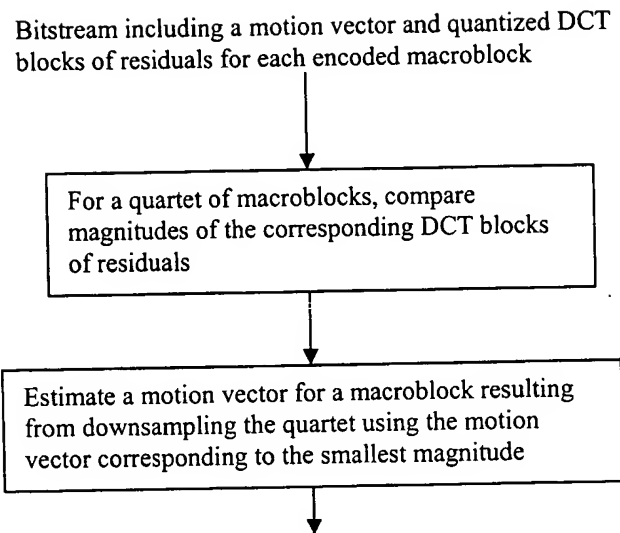 Bitstream including a motion vector and quantized DCT
blocks of residuals for each encoded macroblock
For a quartet of macroblocks, compare
magnitudes of the corresponding DCT blocks
of residuals
Estimate a motion vector for a macroblock resulting
from downsampling the quartet using the motion
vector corresponding to the smallest magnitude